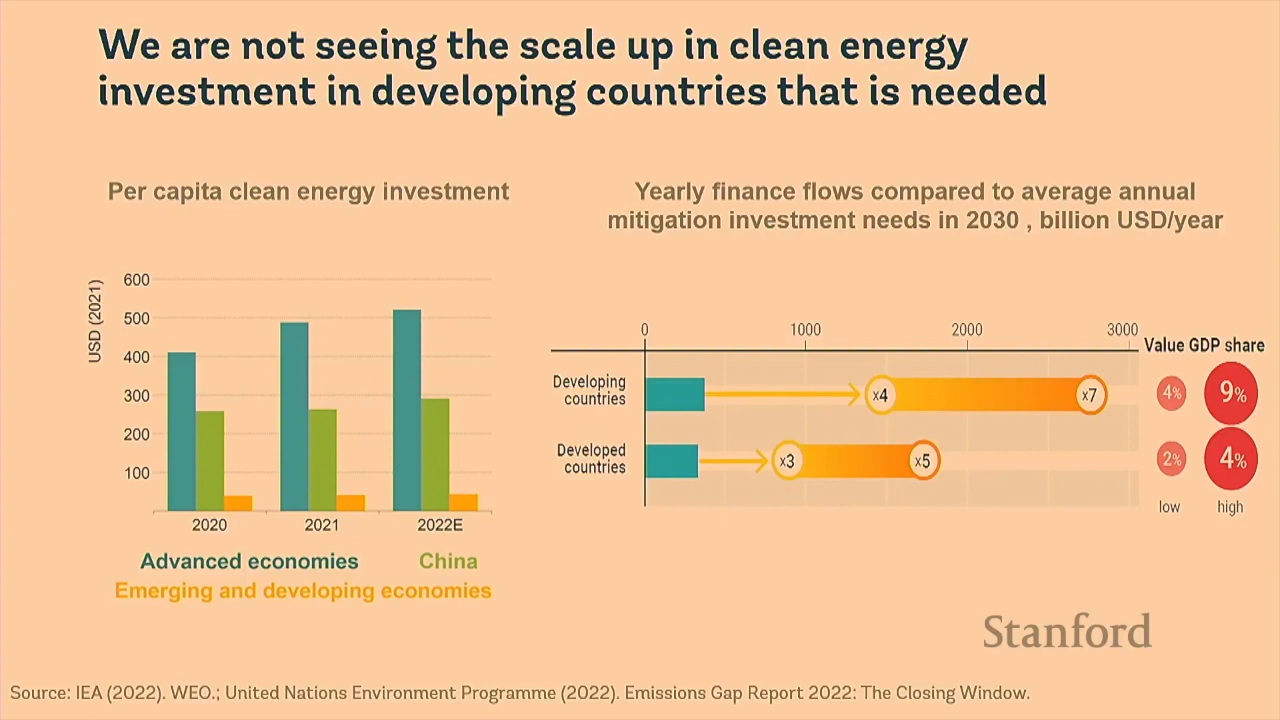 We are not seeing the scale up in clean energy
investment in developing countries that is needed
Per capita clean energy investment
USD (2021)
600
500
400
300
200
100
2020
2021
2022E
Advanced economies
China
Emerging and developing economies
Yearly finance flows compared to average annual
mitigation investment needs in 2030 , billion USD/year
0
1000
2000
3000
Value GDP share
Developing
countries
x4
x7
4%
9%
Developed
countries
x3
x5
2%
4%
low
high
Stanford
Source: IEA (2022). WEO.; United Nations Environment Programme (2022). Emissions Gap Report 2022: The Closing Window.